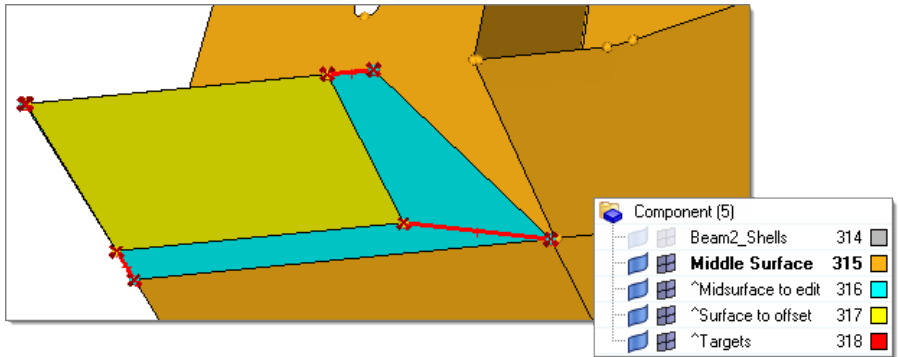 Component (5)
Beam2_Shells 314
Middle Surface 315
^Midsurface to edit 316
^Surface to offset 317
^Targets 318